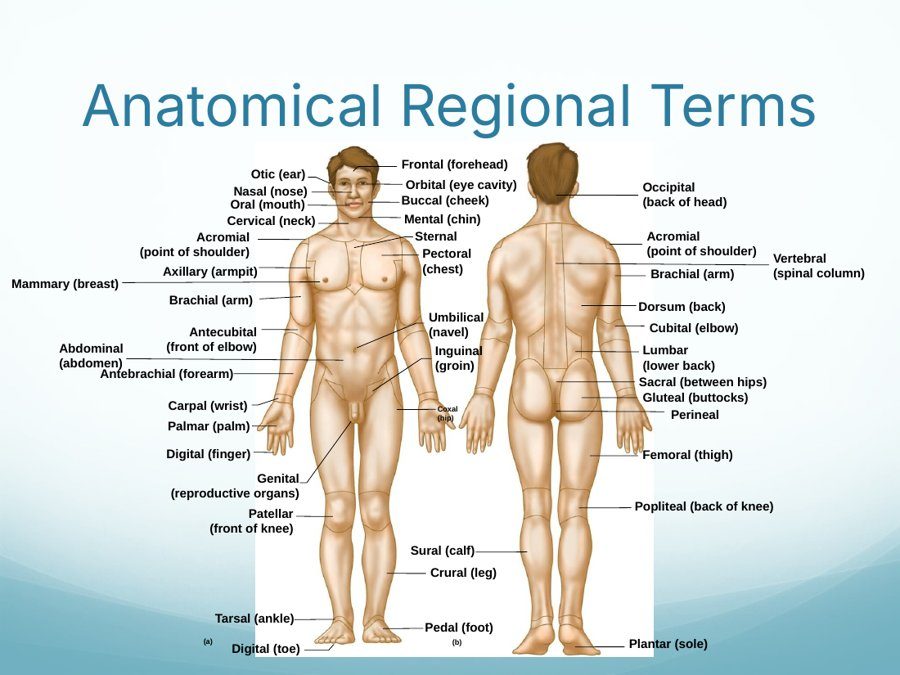 Anatomical Regional Terms
Otic (ear)
Nasal (nose)
Oral (mouth)
Cervical (neck)
Acromial
(point of shoulder)
Axillary (armpit)
Mammary (breast)
Brachial (arm)
Antecubital
(front of elbow)
Abdominal
(abdomen)
Antebrachial (forearm)
Carpal (wrist)
Palmar (palm)
Digital (finger)
Genital
(reproductive organs)
Patellar
(front of knee)
Tarsal (ankle)
(a)
Digital (toe)
Frontal (forehead)
Orbital (eye cavity)
Buccal (cheek)
Mental (chin)
Sternal
Pectoral
(chest)
Umbilical
(navel)
Inguinal
(groin)
Coxal
(hip)
Sural (calf)
Crural (leg)
Pedal (foot)
(b)
Occipital
(back of head)
Acromial
(point of shoulder)
Vertebral
(spinal column)
Brachial (arm)
Dorsum (back)
Cubital (elbow)
Lumbar
(lower back)
Sacral (between hips)
Gluteal (buttocks)
Perineal
Femoral (thigh)
Popliteal (back of knee)
Plantar (sole)